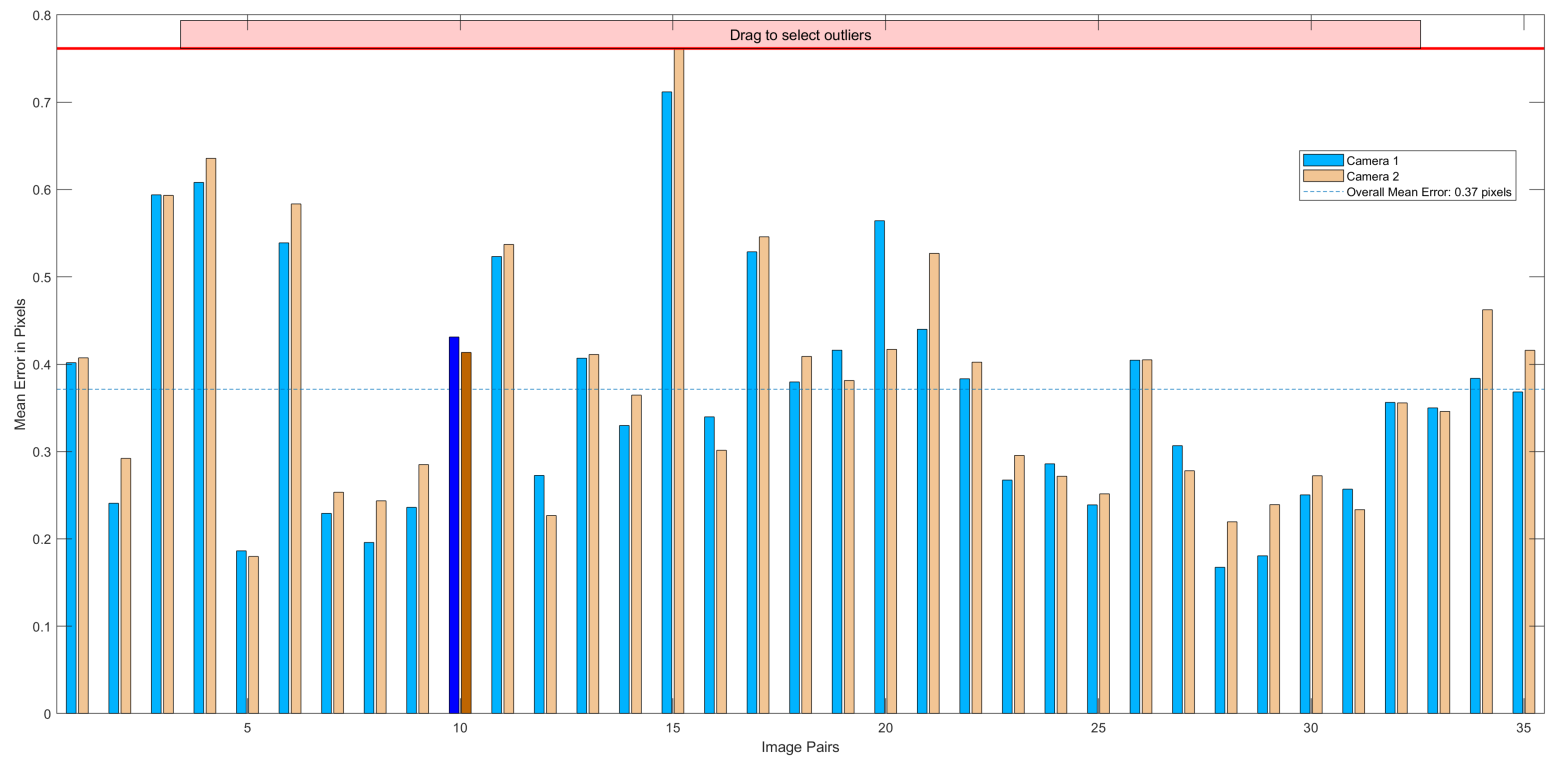 Drag to select outliers
0.8
0.7
0.6
0.5
0.4
0.3
0.2
0.1
0
Mean Error in Pixels
Camera 1
Camera 2
Overall Mean Error: 0.37 pixels
5
10
15
20
25
30
35
Image Pairs